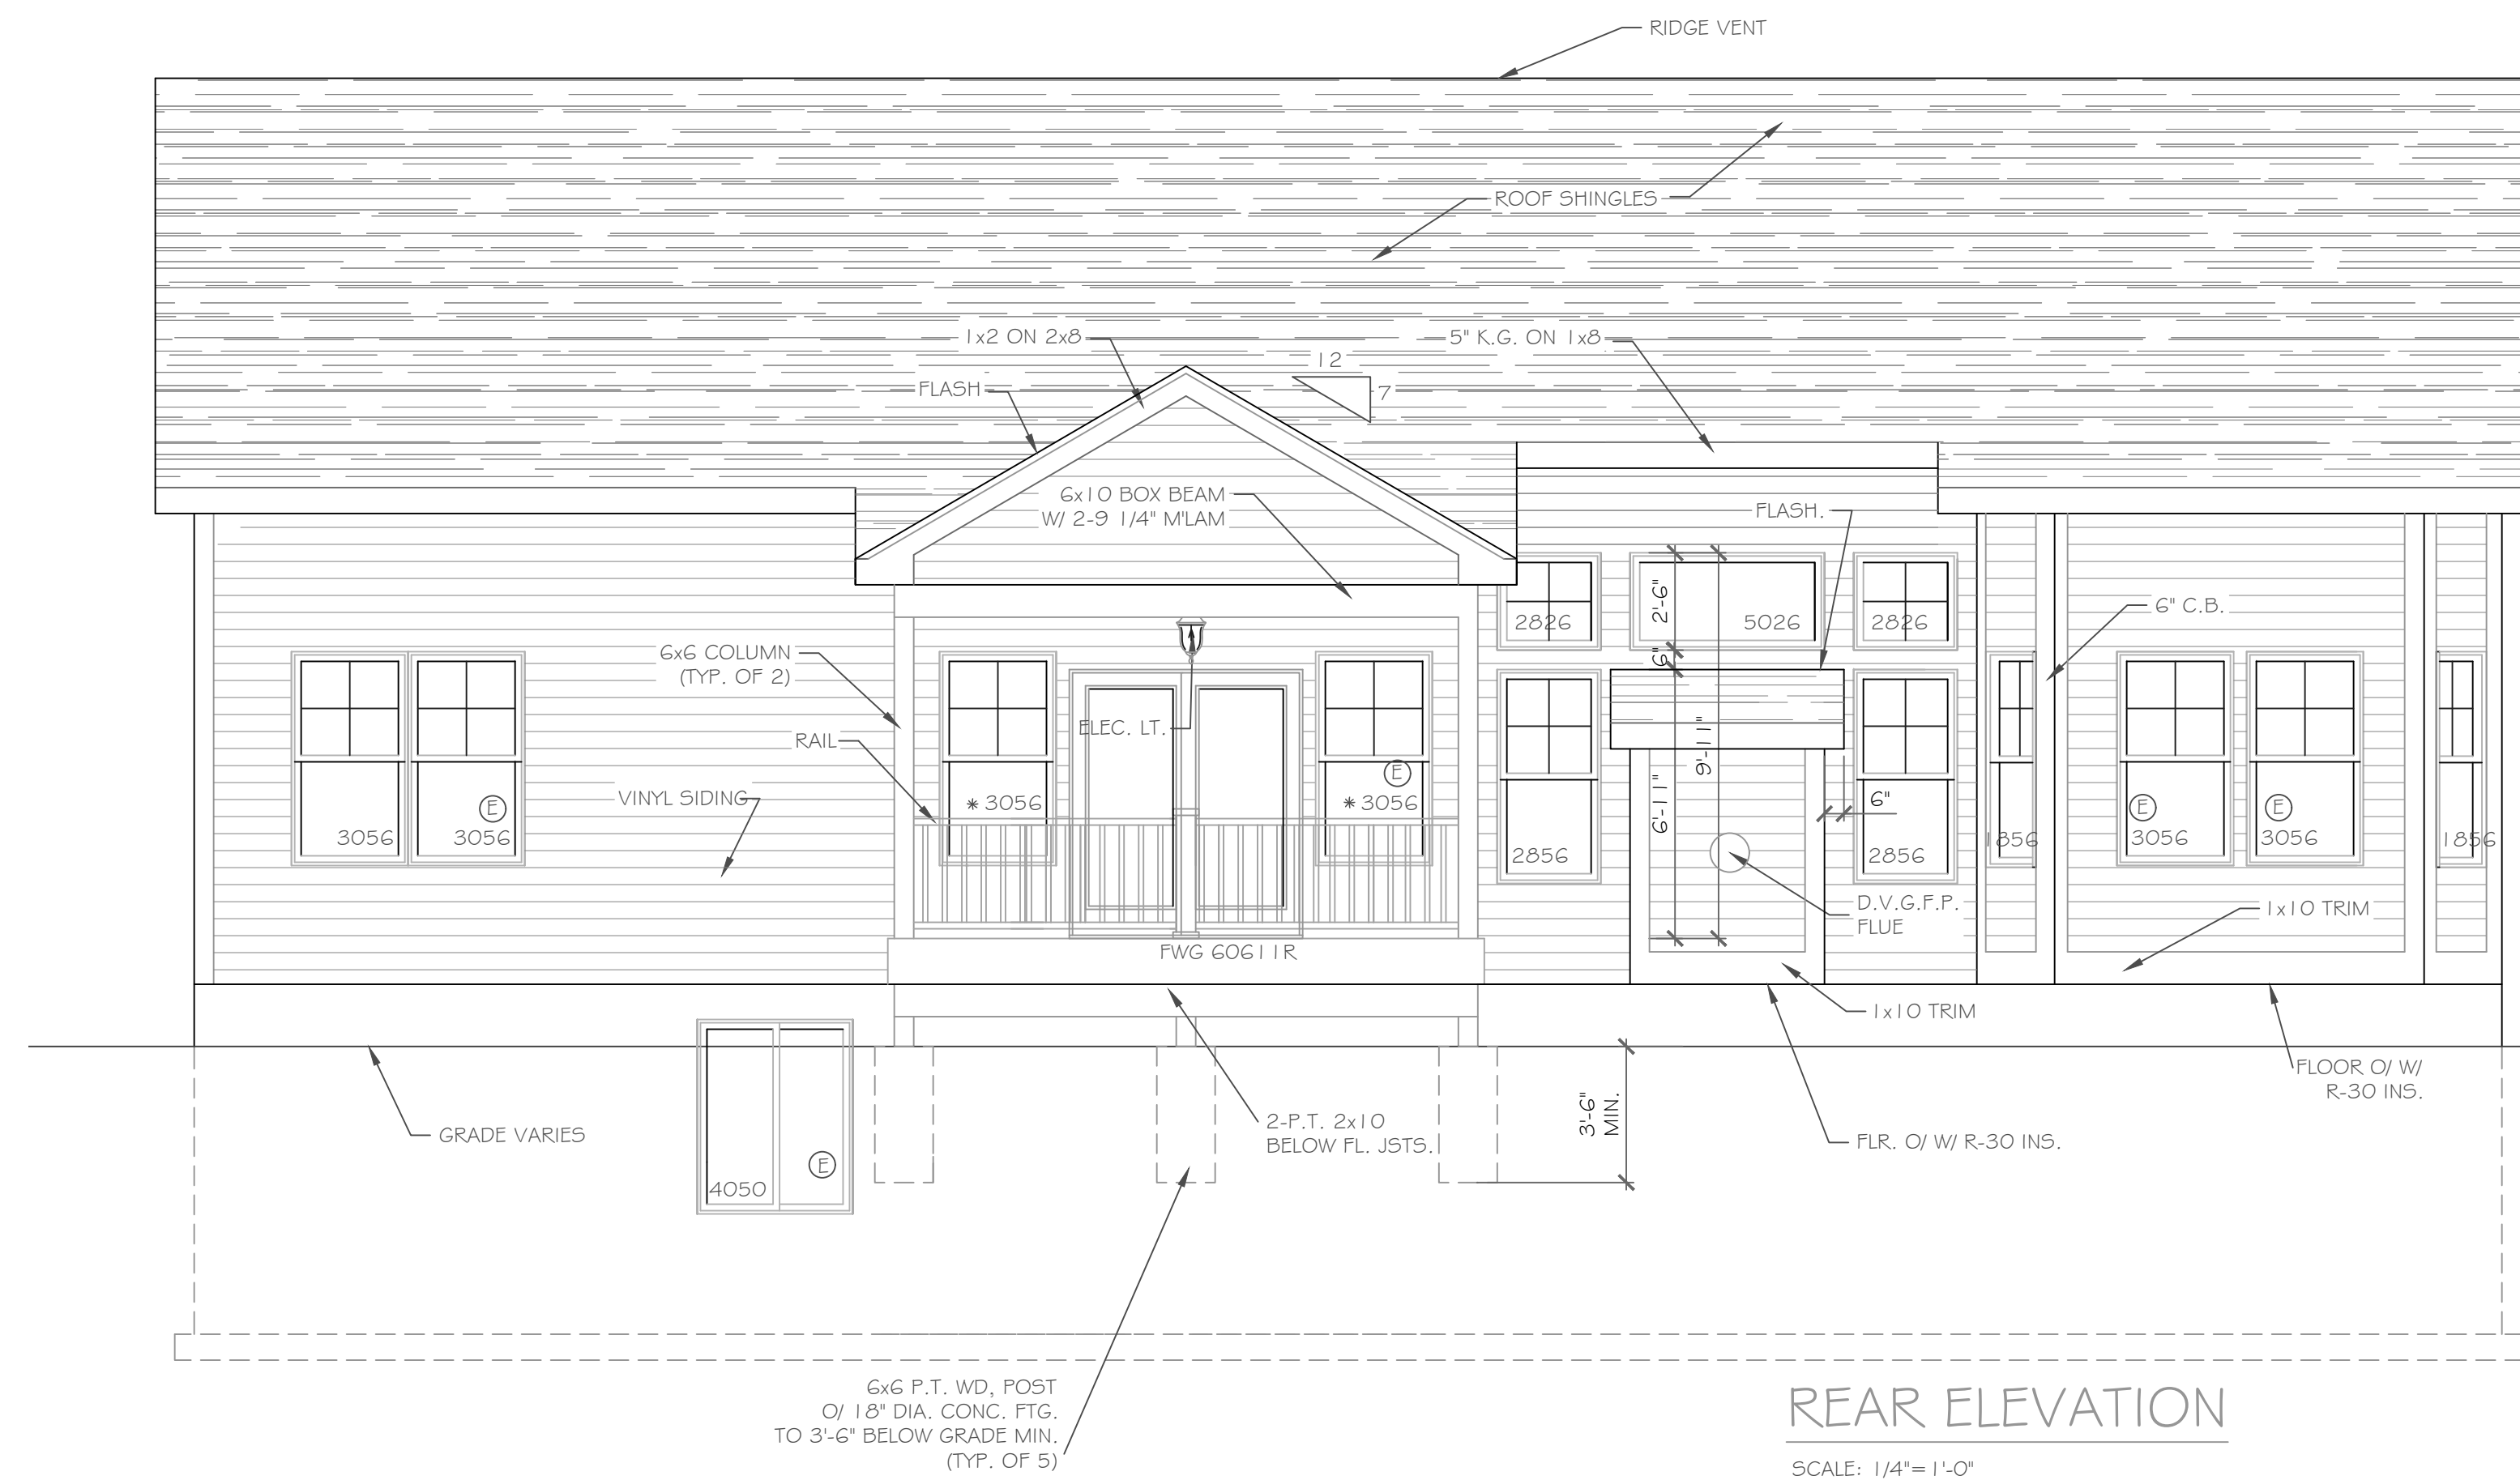 RIDGE VENT
ROOF SHINGLES
1x2 ON 2x8
5" K.G. ON 1x8
12
7
FLASH
6x10 BOX BEAM
W/ 2-9 1/4" M'LAM
FLASH.
2826
5026
2826
2'-6"
6"
6" C.B.
6x6 COLUMN
(TYP. OF 2)
ELEC. LT.
RAIL
9'-11"
VINYL SIDING
E
* 3056
E
* 3056
6'-11"
6"
E
E
3056
3056
2856
2856
1856
3056
3056
1856
D.V.G.F.P.
FLUE
1x10 TRIM
FWG 60611R
1x10 TRIM
FLOOR O/ W/
R-30 INS.
GRADE VARIES
2-P.T. 2x10
BELOW FL. JSTS.
3'-6"
MIN.
FLR. O/ W/ R-30 INS.
E
4050
6x6 P.T. WD, POST
O/ 18" DIA. CONC. FTG.
TO 3'-6" BELOW GRADE MIN.
(TYP. OF 5)
REAR ELEVATION
SCALE: 1/4"=1'-0"